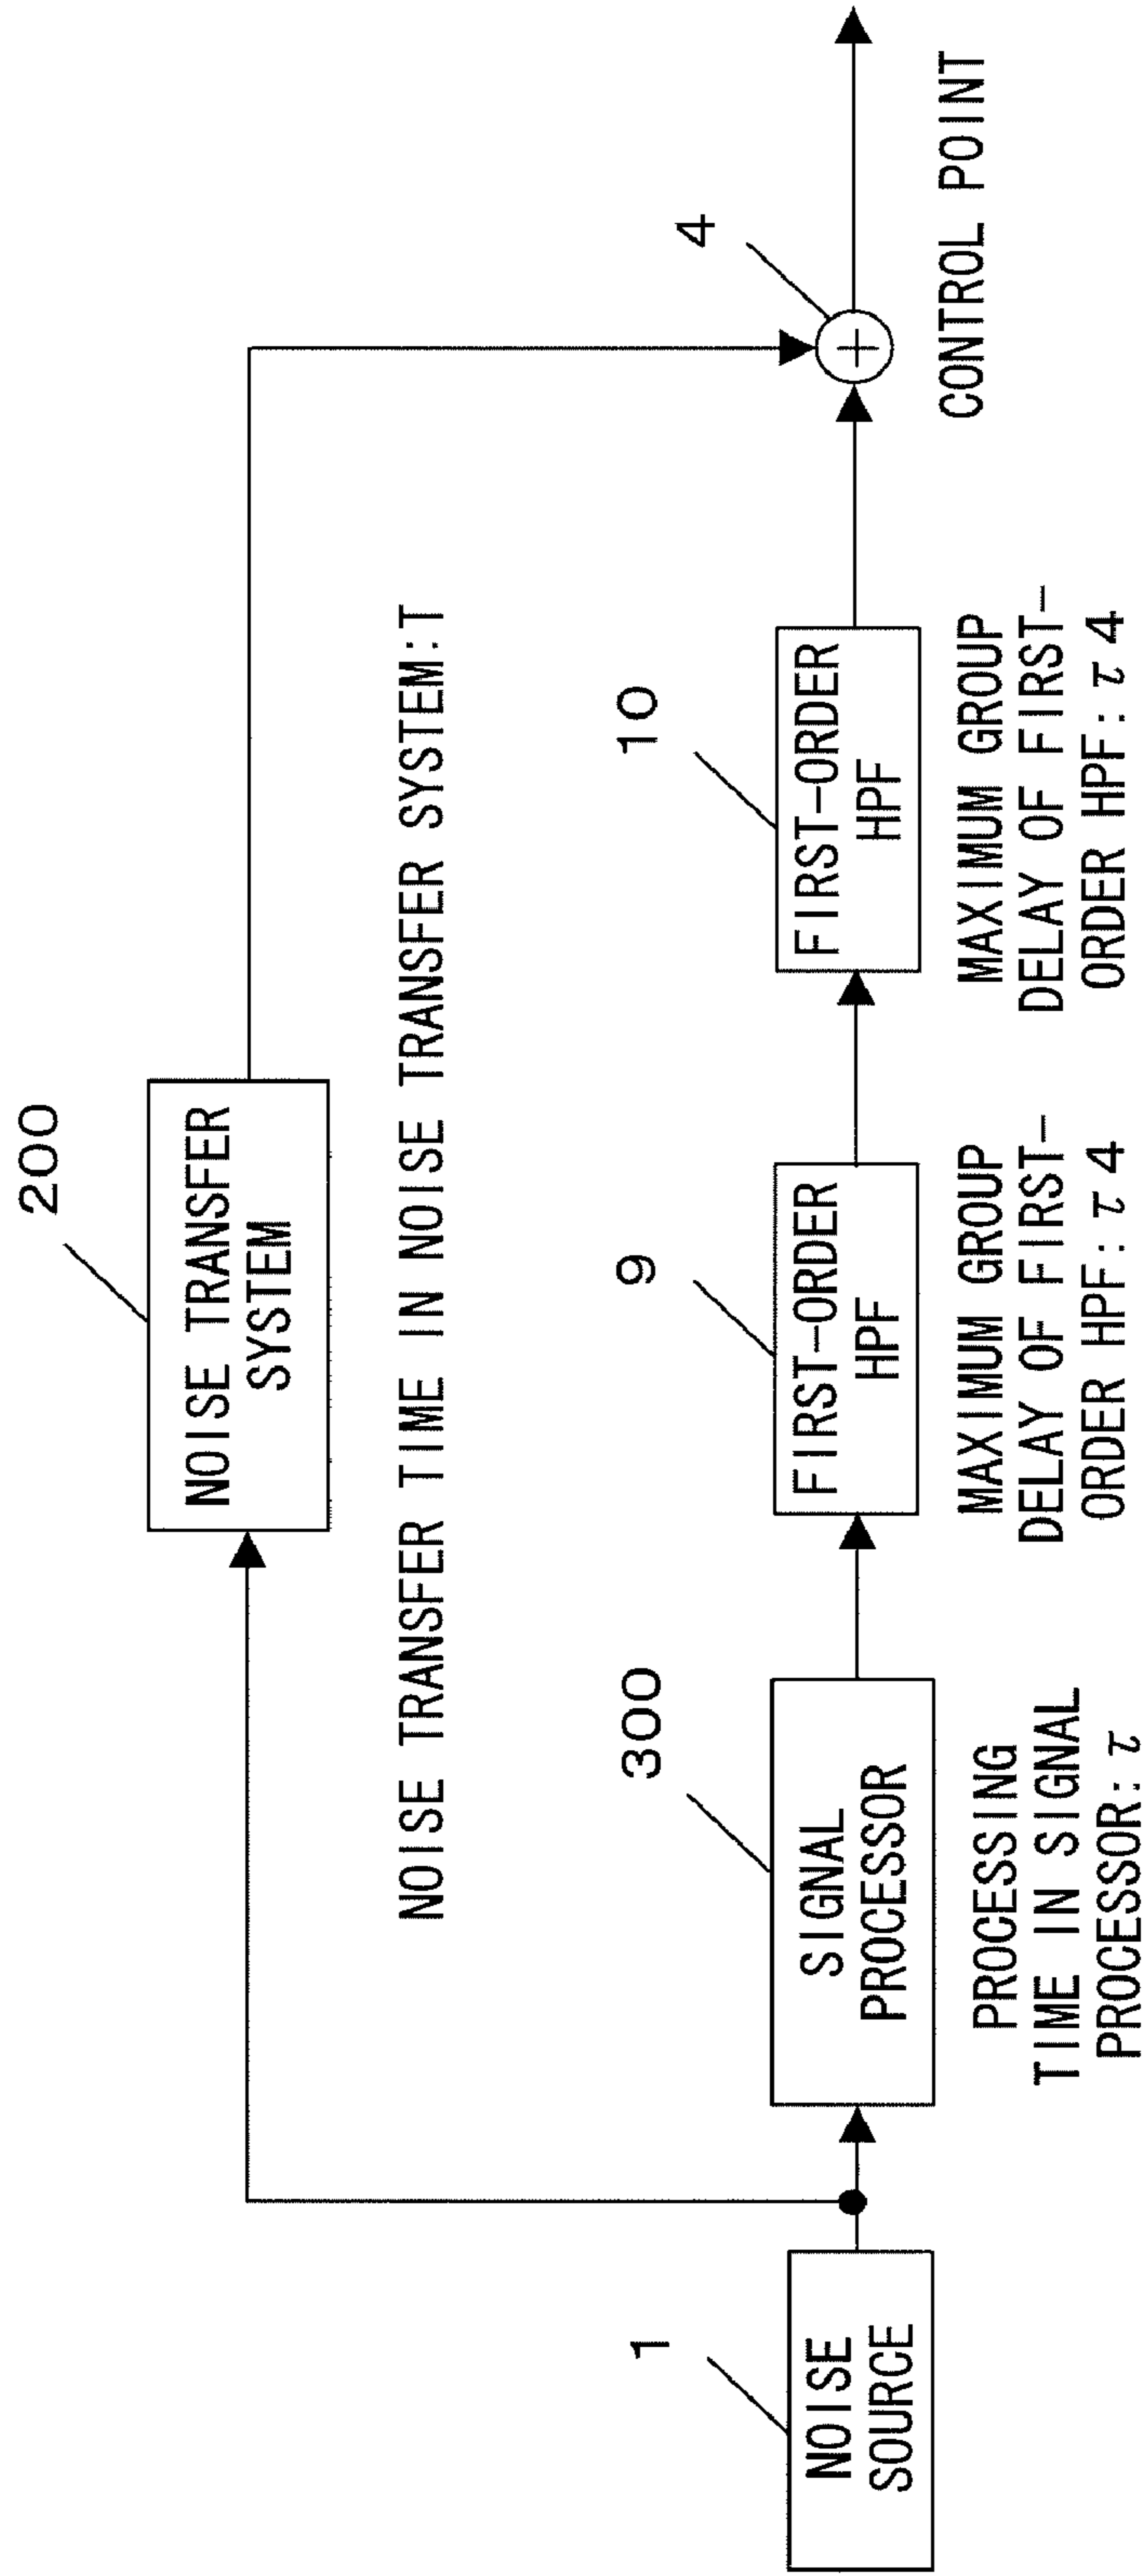 200
NOISE TRANSFER
SYSTEM
NOISE TRANSFER TIME IN NOISE TRANSFER SYSTEM:T
1
NOISE
SOURCE
300
SIGNAL
PROCESSOR
PROCESSING
TIME IN SIGNAL
PROCESSOR:τ
9
FIRST-ORDER
HPF
MAXIMUM GROUP
DELAY OF FIRST-
ORDER HPF:τ4
10
FIRST-ORDER
HPF
MAXIMUM GROUP
DELAY OF FIRST-
ORDER HPF:τ4
4
+
CONTROL POINT